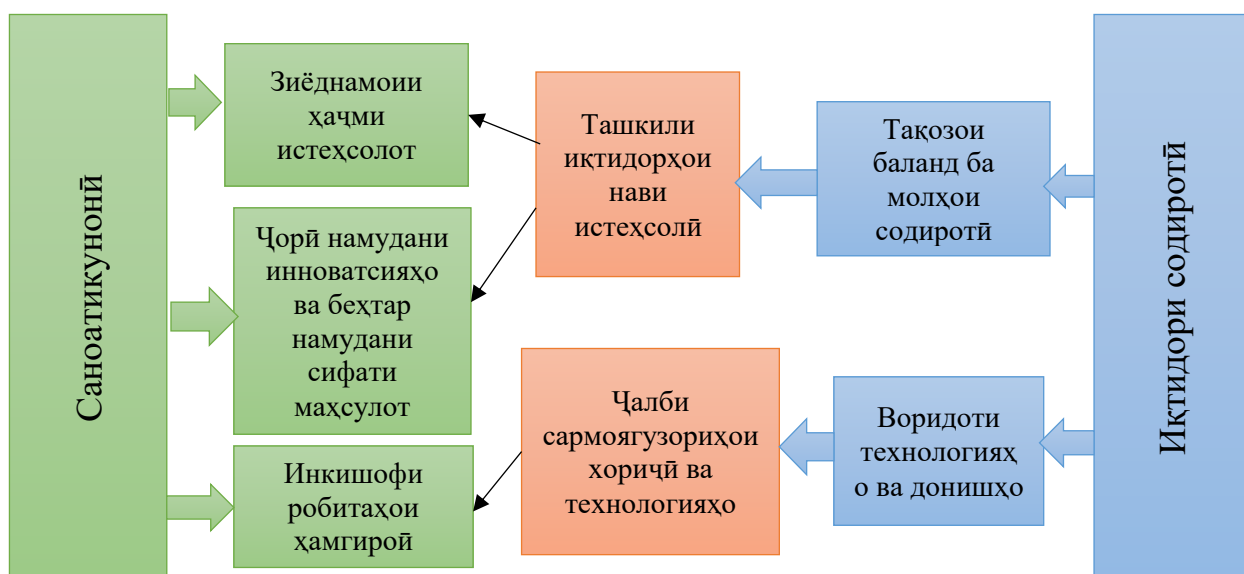 Саноатикунонӣ
Зиёднамоии
ҳаҷми
истеҳсолот
Ҷорӣ намудани
инноватсияҳо
ва беҳтар
намудани
сифати
маҳсулот
Инкишофи
робитаҳои
ҳамгироӣ
Ташкили
иқтидорҳои
нави
истеҳсолӣ
Ҷалби
сармоягузориҳои
хориҷӣ ва
технологияҳо
Тақозои
баланд ба
молҳои
содиротӣ
Воридоти
технологияҳ
о ва донишҳо
Иқтидори содиротӣ